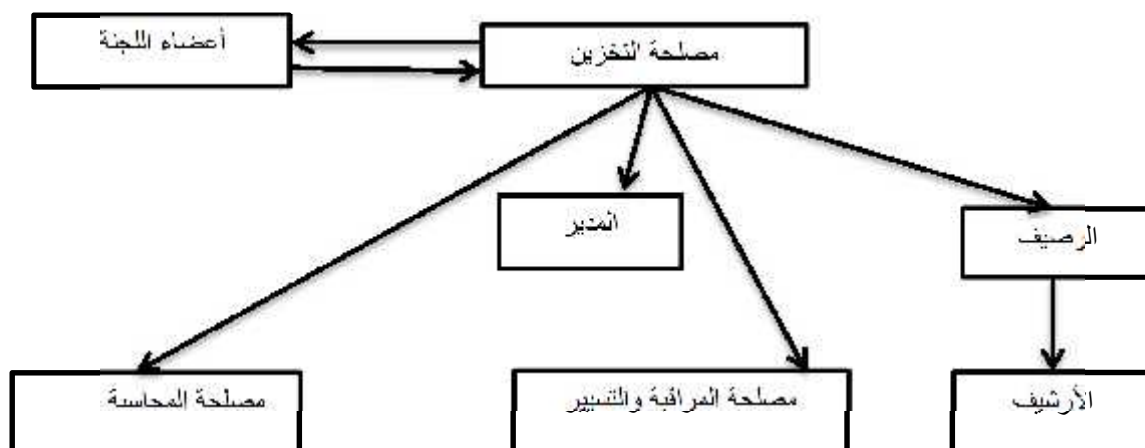 مصلحة التخزين
أعضاء اللجنة
المدير
الرصيف
مصلحة المراقبة والتسيير
مصلحة المحاسبة
الأرشيف